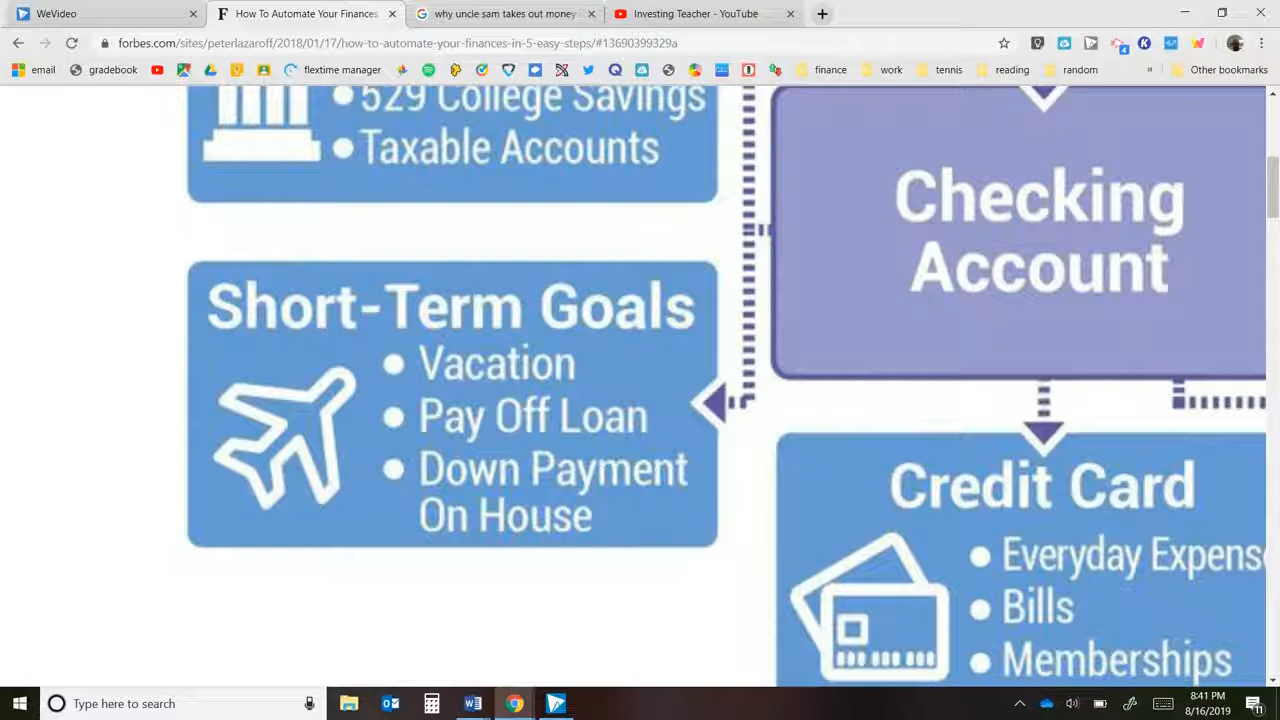 WeVideo
How To Automate Your Finances
why uncle sam takes out money
Investing Teacher - YouTube
forbes.com/sites/peterlazaroff/2018/01/17/how-to-automate-your-finances-in-5-easy-steps/#13690399329a
email
gradebook
flextime manager
finance
work
tennis
reading
random
Other bookmarks
529 College Savings
Taxable Accounts
Checking
Account
Short-Term Goals
Vacation
Pay Off Loan
Down Payment
On House
Credit Card
Everyday Expense
Bills
Memberships
Type here to search
8:41 PM
8/16/2019